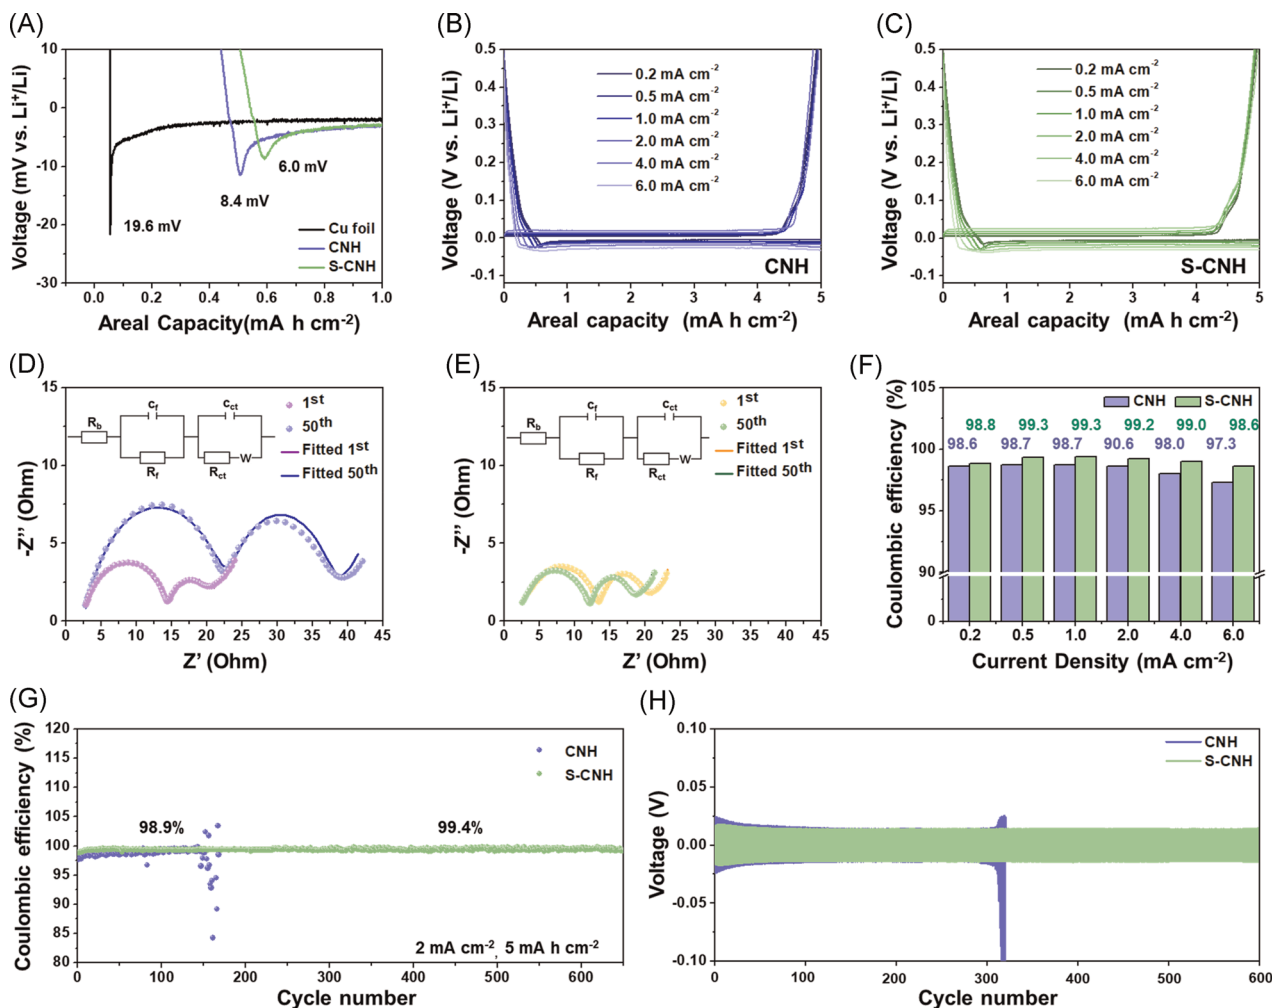 (A)
10
0
-10
-20
-30
Voltage (mV vs. Li⁺/Li)
19.6 mV
8.4 mV
6.0 mV
Cu foil
CNH
S-CNH
0.0 0.2 0.4 0.6 0.8 1.0
Areal Capacity(mA h cm⁻²)
(B)
0.5
0.4
0.3
0.2
0.1
0.0
-0.1
Voltage (V vs. Li⁺/Li)
0.2 mA cm⁻²
0.5 mA cm⁻²
1.0 mA cm⁻²
2.0 mA cm⁻²
4.0 mA cm⁻²
6.0 mA cm⁻²
CNH
0 1 2 3 4 5
Areal capacity (mA h cm⁻²)
(C)
0.5
0.4
0.3
0.2
0.1
0.0
-0.1
Voltage (V vs. Li⁺/Li)
0.2 mA cm⁻²
0.5 mA cm⁻²
1.0 mA cm⁻²
2.0 mA cm⁻²
4.0 mA cm⁻²
6.0 mA cm⁻²
S-CNH
0 1 2 3 4 5
Areal capacity (mA h cm⁻²)
(D)
15
10
5
0
-Z’’ (Ohm)
R_b
C_f
R_f
C_ct
R_ct
W
1st
50th
Fitted 1st
Fitted 50th
0 5 10 15 20 25 30 35 40 45
Z’ (Ohm)
(E)
15
10
5
0
-Z’’ (Ohm)
R_b
C_f
R_f
C_ct
R_ct
W
1st
50th
Fitted 1st
Fitted 50th
0 5 10 15 20 25 30 35 40 45
Z’ (Ohm)
(F)
105
100
95
90
0
Coulombic efficiency (%)
CNH S-CNH
98.8 99.3 99.3 99.2 99.0 98.6
98.6 98.7 98.7 90.6 98.0 97.3
0.2 0.5 1.0 2.0 4.0 6.0
Current Density (mA cm⁻²)
(G)
120
115
110
105
100
95
90
85
80
Coulombic efficiency (%)
CNH
S-CNH
98.9% 99.4%
2 mA cm⁻², 5 mA h cm⁻²
0 100 200 300 400 500 600
Cycle number
(H)
0.10
0.05
0.00
-0.05
-0.10
Voltage (V)
CNH
S-CNH
0 100 200 300 400 500 600
Cycle number